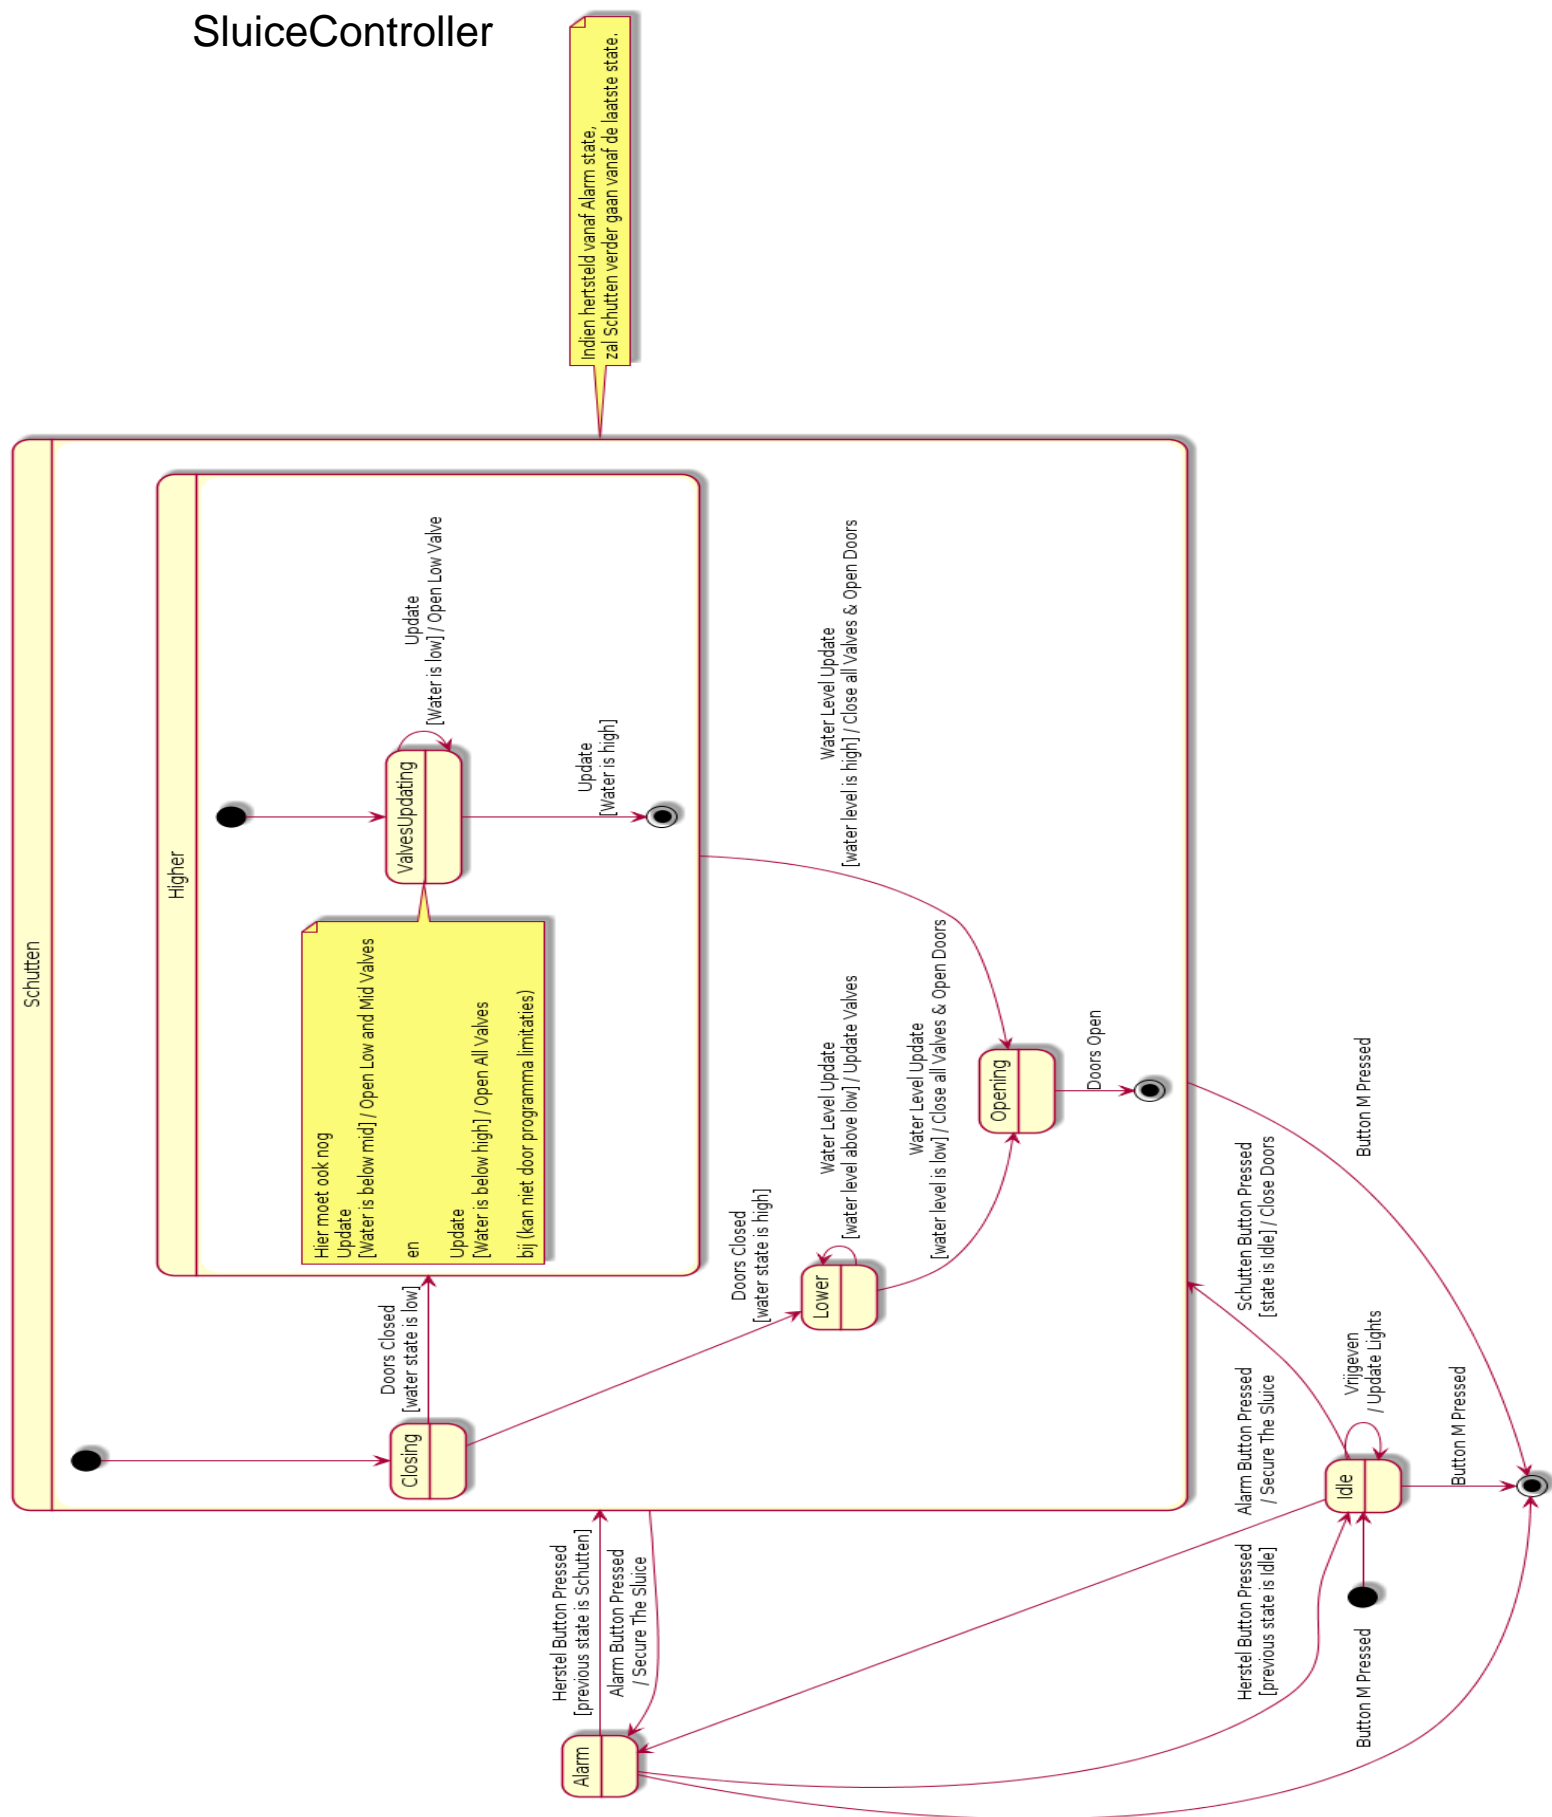 SluiceController
Indien hertsteld vanaf Alarm state,
zal Schutten verder gaan vanaf de laatste state.
Schutten
Higher
ValvesUpdating
Update
[Water is low] / Open Low Valve
Update
[Water is high]
Hier moet ook nog
Update
[Water is below mid] / Open Low and Mid Valves
en
Update
[Water is below high] / Open All Valves
bij (kan niet door programma limitaties)
Water Level Update
[water level is high] / Close all Valves & Open Doors
Closing
Doors Closed
[water state is low]
Doors Closed
[water state is high]
Lower
Water Level Update
[water level above low] / Update Valves
Water Level Update
[water level is low] / Close all Valves & Open Doors
Opening
Doors Open
Button M Pressed
Schutten Button Pressed
[state is Idle] / Close Doors
Vrijgeven
/ Update Lights
Idle
Button M Pressed
Alarm Button Pressed
/ Secure The Sluice
Herstel Button Pressed
[previous state is Idle]
Button M Pressed
Herstel Button Pressed
[previous state is Schutten]
Alarm Button Pressed
/ Secure The Sluice
Alarm